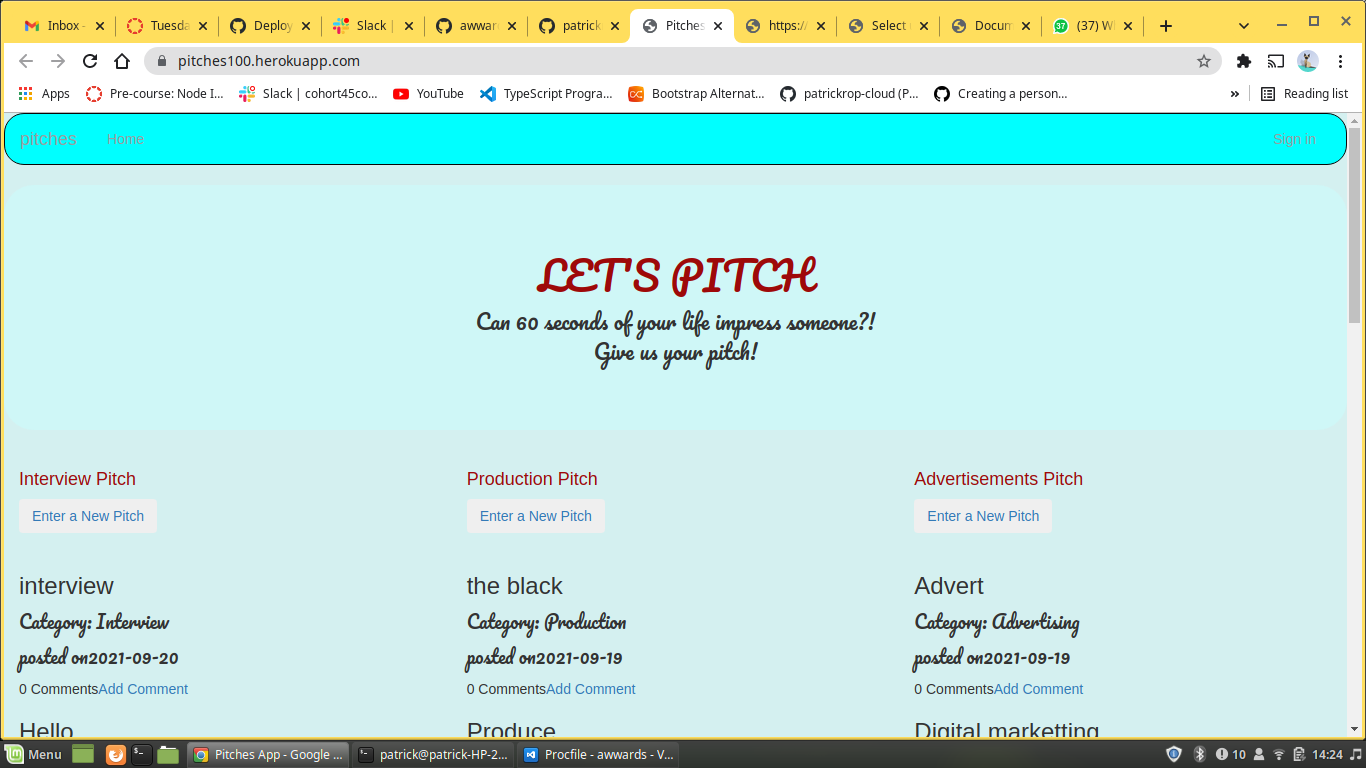 Inbox -
Tuesda
Deploy
Slack |
awwar
patrick
Pitches
https:/
Select
Docum
(37) W
pitches100.herokuapp.com
Apps
Pre-course: Node I...
Slack | cohort45co...
YouTube
TypeScript Progra...
Bootstrap Alternat...
patrickrop-cloud (P...
Creating a person...
»
Reading list
pitches
Home
Sign in
LET'S PITCH
Can 60 seconds of your life impress someone?!
Give us your pitch!
Interview Pitch
Production Pitch
Advertisements Pitch
Enter a New Pitch
Enter a New Pitch
Enter a New Pitch
interview
the black
Advert
Category: Interview
Category: Production
Category: Advertising
posted on2021-09-20
posted on2021-09-19
posted on2021-09-19
0 CommentsAdd Comment
0 CommentsAdd Comment
0 CommentsAdd Comment
Hello
Produce
Digital marketting
Menu
Pitches App - Google ...
patrick@patrick-HP-2...
Procfile - awwards - V...
10
14:24